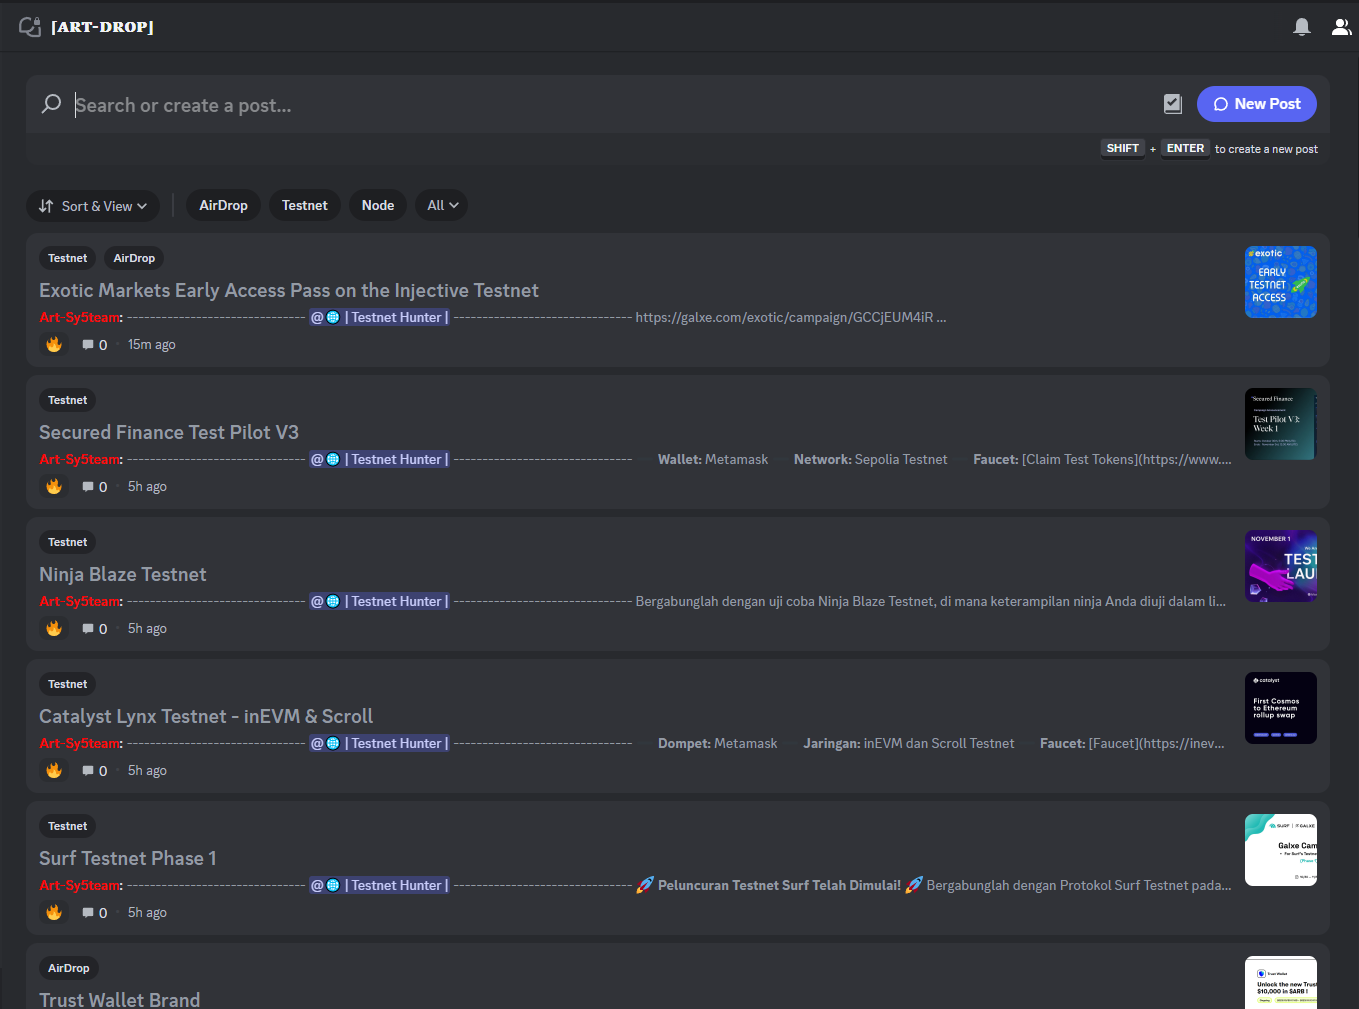 [ART-DROP]
Search or create a post...
New Post
SHIFT + ENTER to create a new post
Sort & View
AirDrop
Testnet
Node
All
Testnet AirDrop
Exotic Markets Early Access Pass on the Injective Testnet
Art-Sy5team: ------------------------------ @🌐 | Testnet Hunter | ------------------------------ https://galxe.com/exotic/campaign/GCCjEUM4iR ...
🔥 0 • 15m ago
exotic
EARLY
TESTNET
ACCESS
Testnet
Secured Finance Test Pilot V3
Art-Sy5team: ------------------------------ @🌐 | Testnet Hunter | ------------------------------ Wallet: Metamask Network: Sepolia Testnet Faucet: [Claim Test Tokens](https://www....
🔥 0 • 5h ago
Secured Finance
Test Pilot V3:
Week 1
Testnet
Ninja Blaze Testnet
Art-Sy5team: ------------------------------ @🌐 | Testnet Hunter | ------------------------------ Bergabunglah dengan uji coba Ninja Blaze Testnet, di mana keterampilan ninja Anda diuji dalam li...
🔥 0 • 5h ago
NOVEMBER 1
TEST
LAU
Testnet
Catalyst Lynx Testnet - inEVM & Scroll
Art-Sy5team: ------------------------------ @🌐 | Testnet Hunter | ------------------------------ Dompet: Metamask Jaringan: inEVM dan Scroll Testnet Faucet: [Faucet](https://inev...
🔥 0 • 5h ago
catalyst
First Cosmos
to Ethereum
rollup swap
Testnet
Surf Testnet Phase 1
Art-Sy5team: ------------------------------ @🌐 | Testnet Hunter | ------------------------------ 🚀 Peluncuran Testnet Surf Telah Dimulai! 🚀 Bergabunglah dengan Protokol Surf Testnet pada...
🔥 0 • 5h ago
SURF | GALXE
Galxe Cam
AirDrop
Trust Wallet Brand
Trust Wallet
Unlock the new Trus
$10,000 in $ARB !